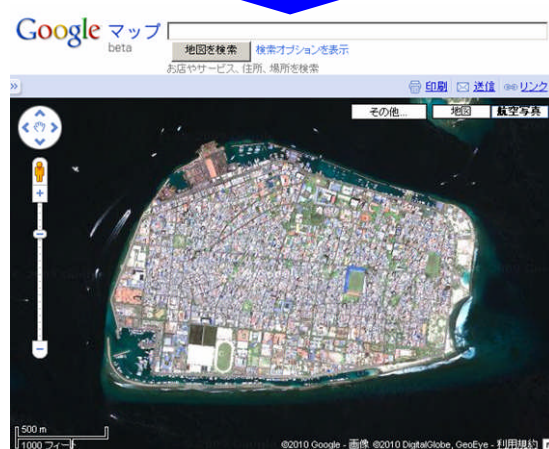 Google マップ
beta
地図を検索 検索オプションを表示
お店やサービス、住所、場所を検索
» 印刷 送信 リンク
その他... 地図 航空写真
500 m
1000 フィート
©2010 Google - 画像 ©2010 DigitalGlobe, GeoEye - 利用規約